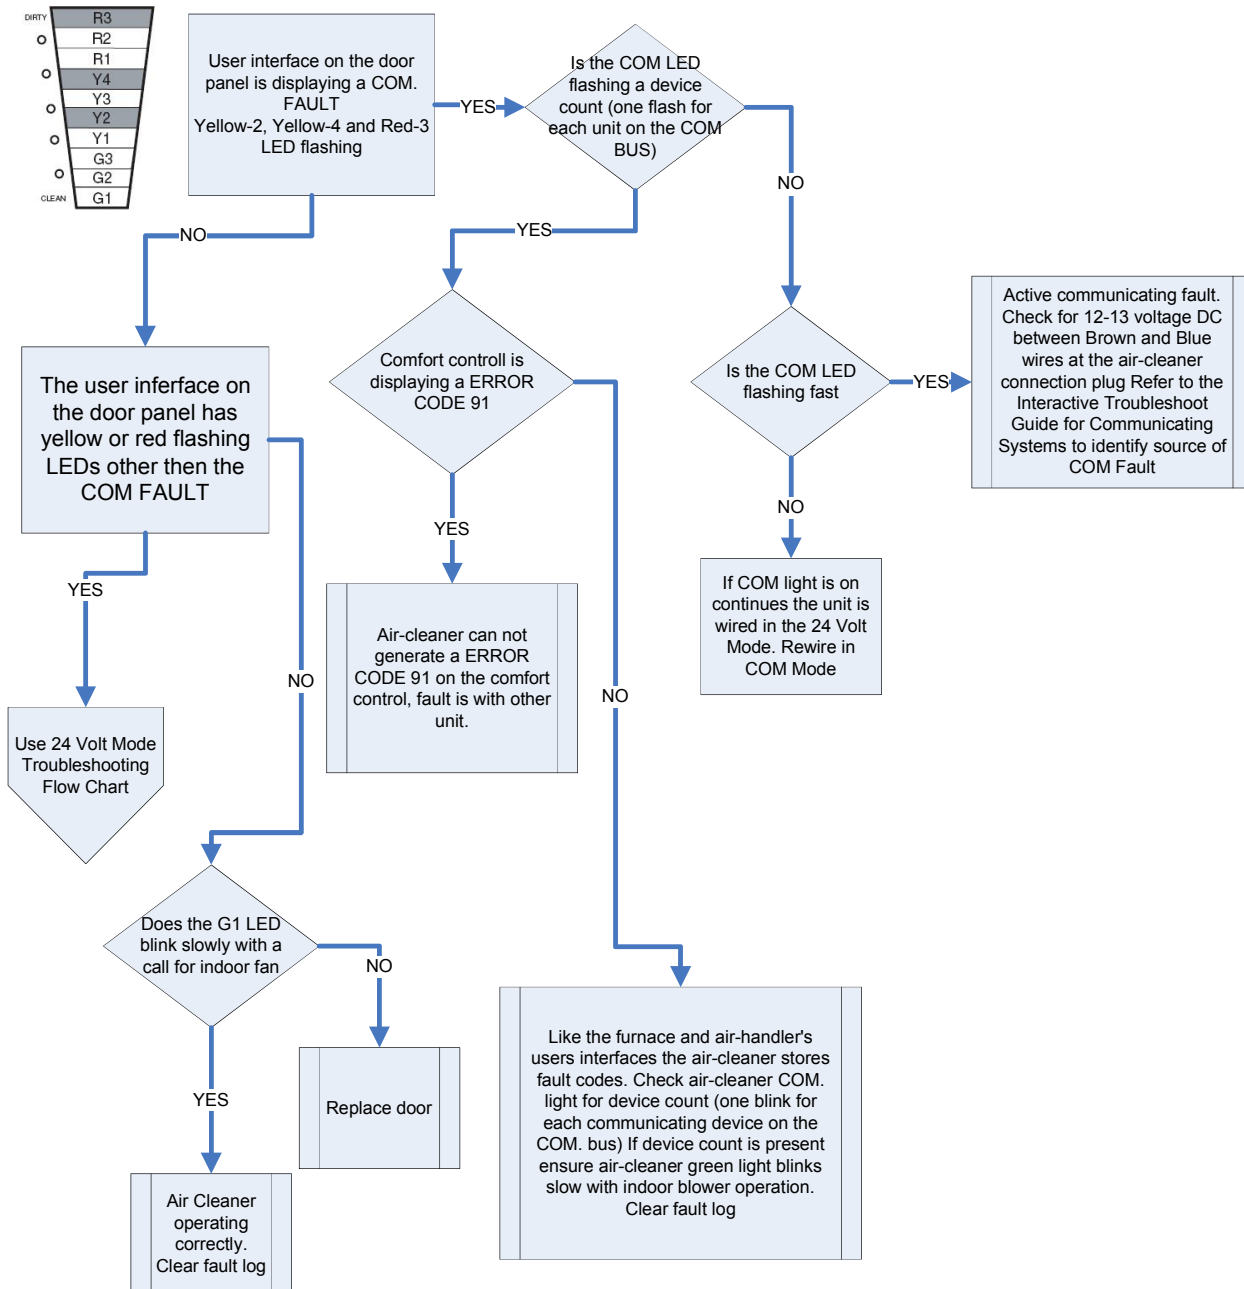 DIRTY
R3
R2
R1
Y4
Y3
Y2
Y1
G3
G2
CLEAN
G1
User interface on the door
panel is displaying a COM.
FAULT
Yellow-2, Yellow-4 and Red-3
LED flashing
YES
Is the COM LED
flashing a device
count (one flash for
each unit on the COM
BUS)
NO
YES
NO
The user inferface on
the door panel has
yellow or red flashing
LEDs other then the
COM FAULT
Comfort controll is
displaying a ERROR
CODE 91
Is the COM LED
flashing fast
YES
Active communicating fault.
Check for 12-13 voltage DC
between Brown and Blue
wires at the air-cleaner
connection plug Refer to the
Interactive Troubleshoot
Guide for Communicating
Systems to identify source of
COM Fault
NO
YES
YES
NO
NO
If COM light is on
continues the unit is
wired in the 24 Volt
Mode. Rewire in
COM Mode
Air-cleaner can not
generate a ERROR
CODE 91 on the comfort
control, fault is with other
unit.
Use 24 Volt Mode
Troubleshooting
Flow Chart
Does the G1 LED
blink slowly with a
call for indoor fan
NO
YES
Replace door
Air Cleaner
operating
correctly.
Clear fault log
Like the furnace and air-handler's
users interfaces the air-cleaner stores
fault codes. Check air-cleaner COM.
light for device count (one blink for
each communicating device on the
COM. bus) If device count is present
ensure air-cleaner green light blinks
slow with indoor blower operation.
Clear fault log